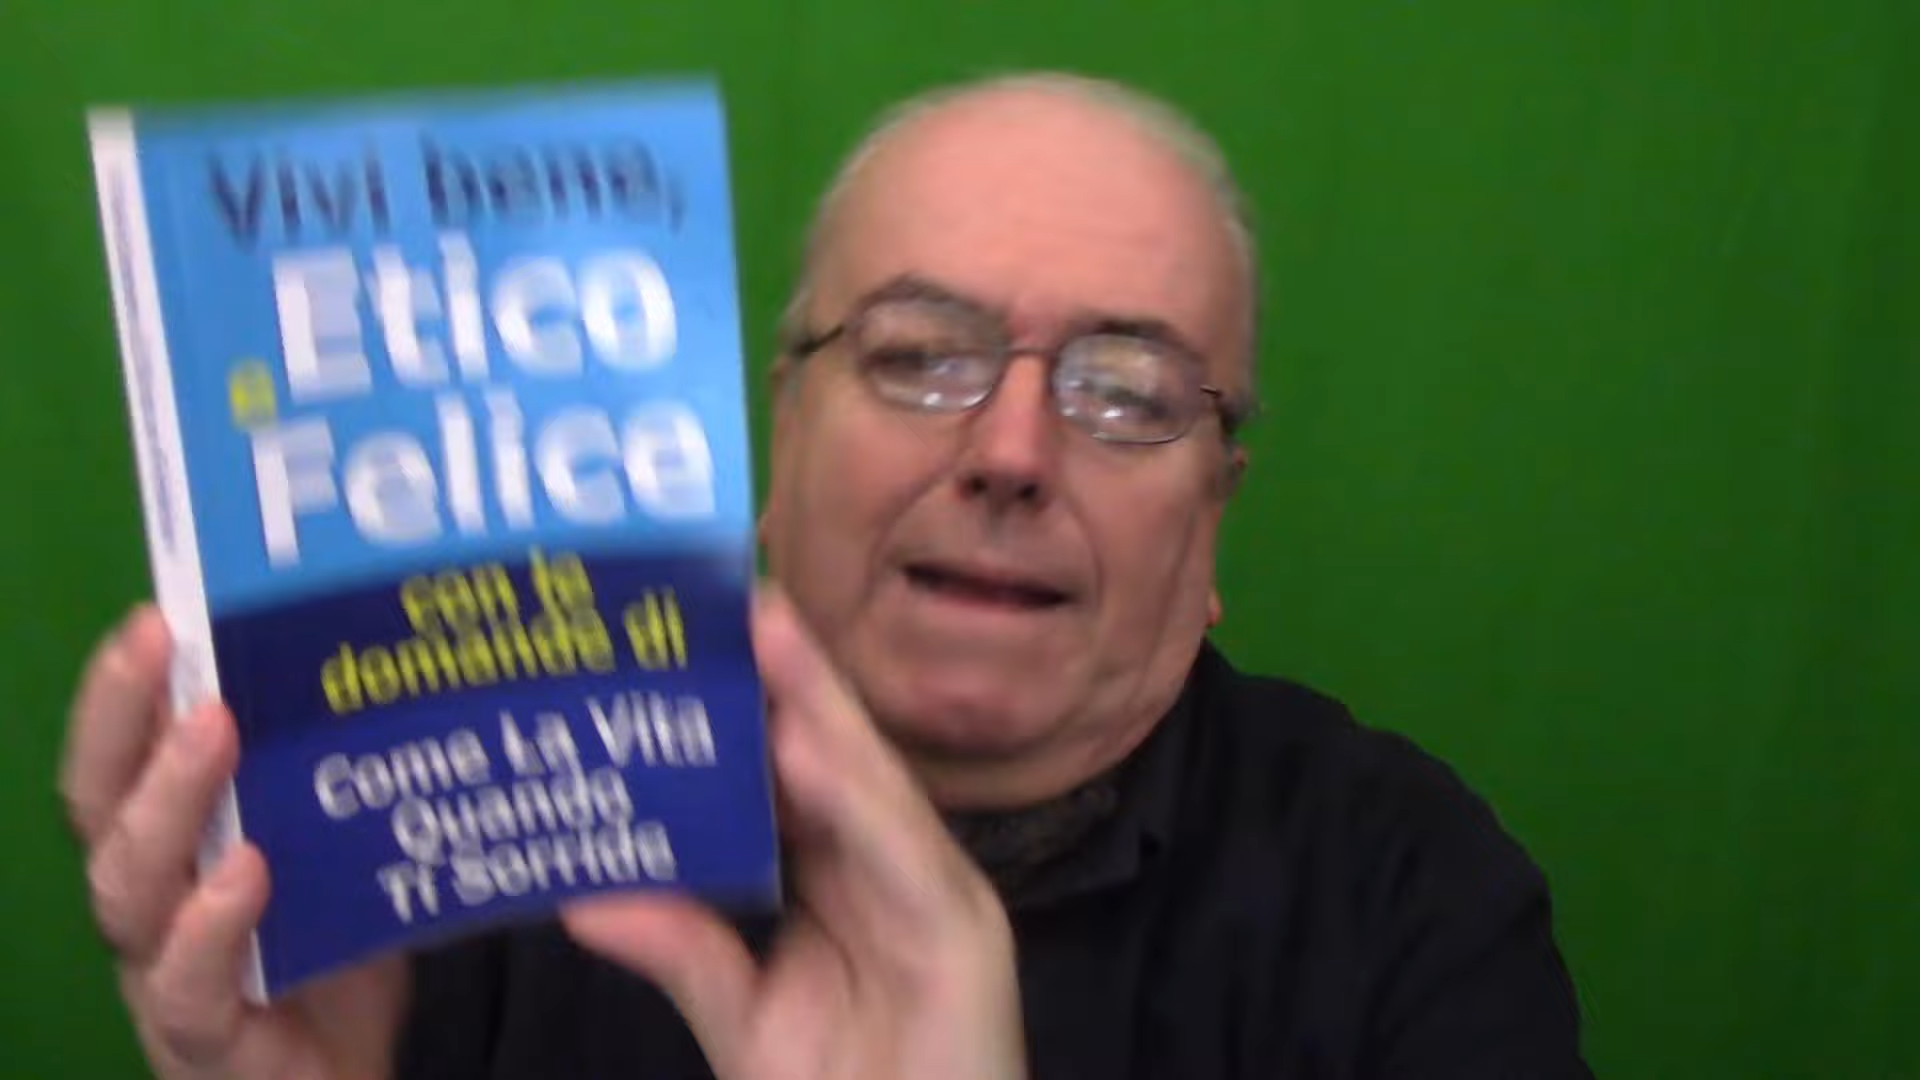 Vivi bene,
Etico
e
Felice
con le
domande di
Come La Vita
Quando
Ti Sorride